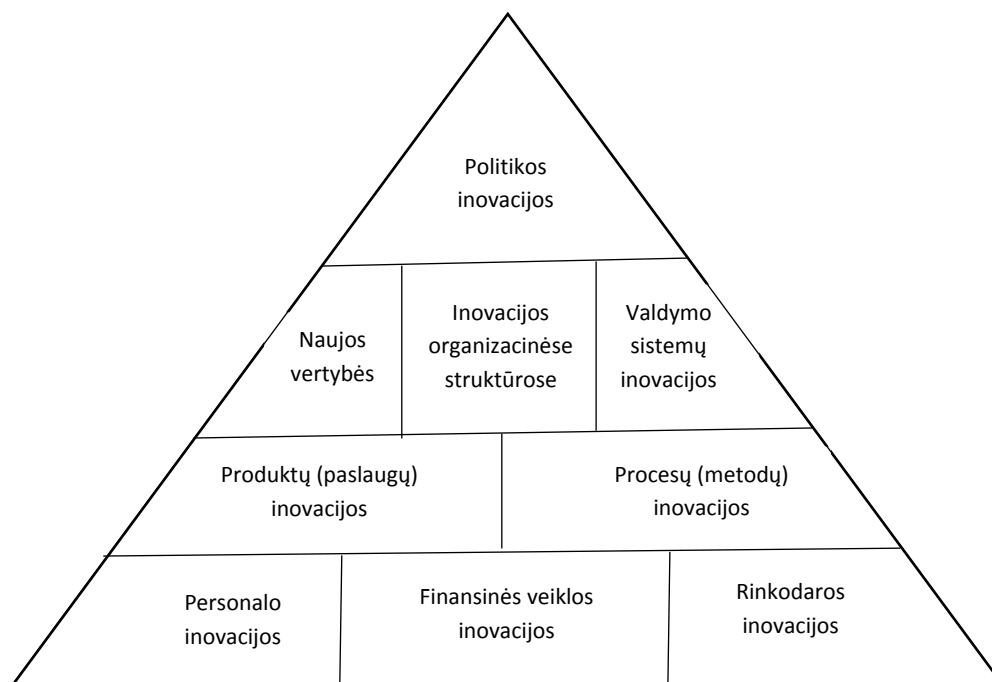 Politikos
inovacijos
Naujos
vertybės
Inovacijos
organizacinėse
struktūrose
Valdymo
sistemų
inovacijos
Produktų (paslaugų)
inovacijos
Procesų (metodų)
inovacijos
Personalo
inovacijos
Finansinės veiklos
inovacijos
Rinkodaros
inovacijos